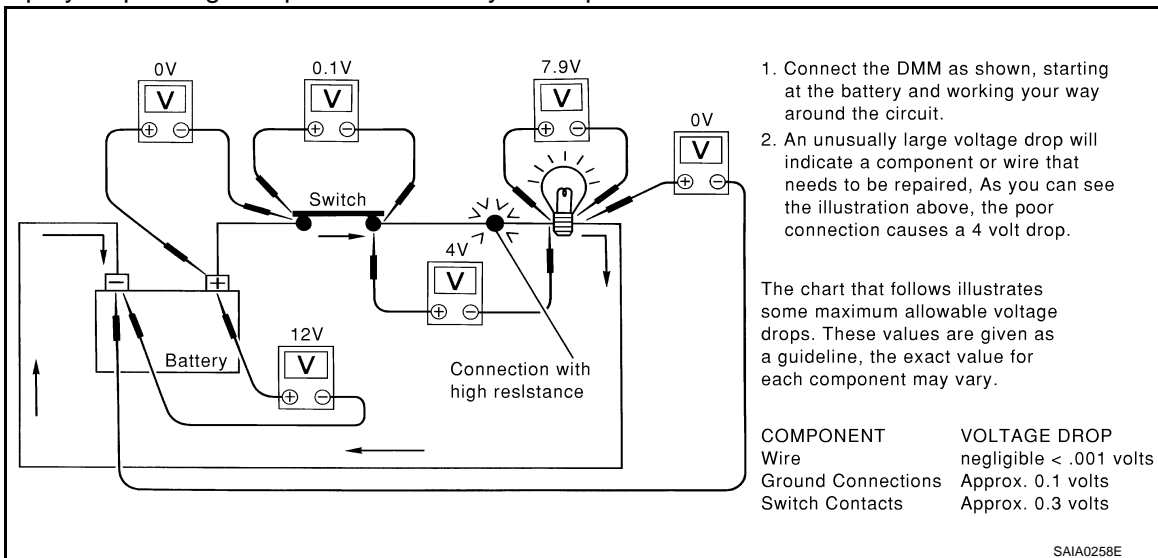 0V
0.1V
7.9V
0V
V
V
V
V
+ −
+ −
+ −
+ −
Switch
4V
V
+ −
− +
Battery
12V
V
+ −
Connection with
high reslstance
1. Connect the DMM as shown, starting
at the battery and working your way
around the circuit.
2. An unusually large voltage drop will
indicate a component or wire that
needs to be repaired, As you can see
the illustration above, the poor
connection causes a 4 volt drop.
The chart that follows illustrates
some maximum allowable voltage
drops. These values are given as
a guideline, the exact value for
each component may vary.
COMPONENT VOLTAGE DROP
Wire negligible < .001 volts
Ground Connections Approx. 0.1 volts
Switch Contacts Approx. 0.3 volts
SAIA0258E